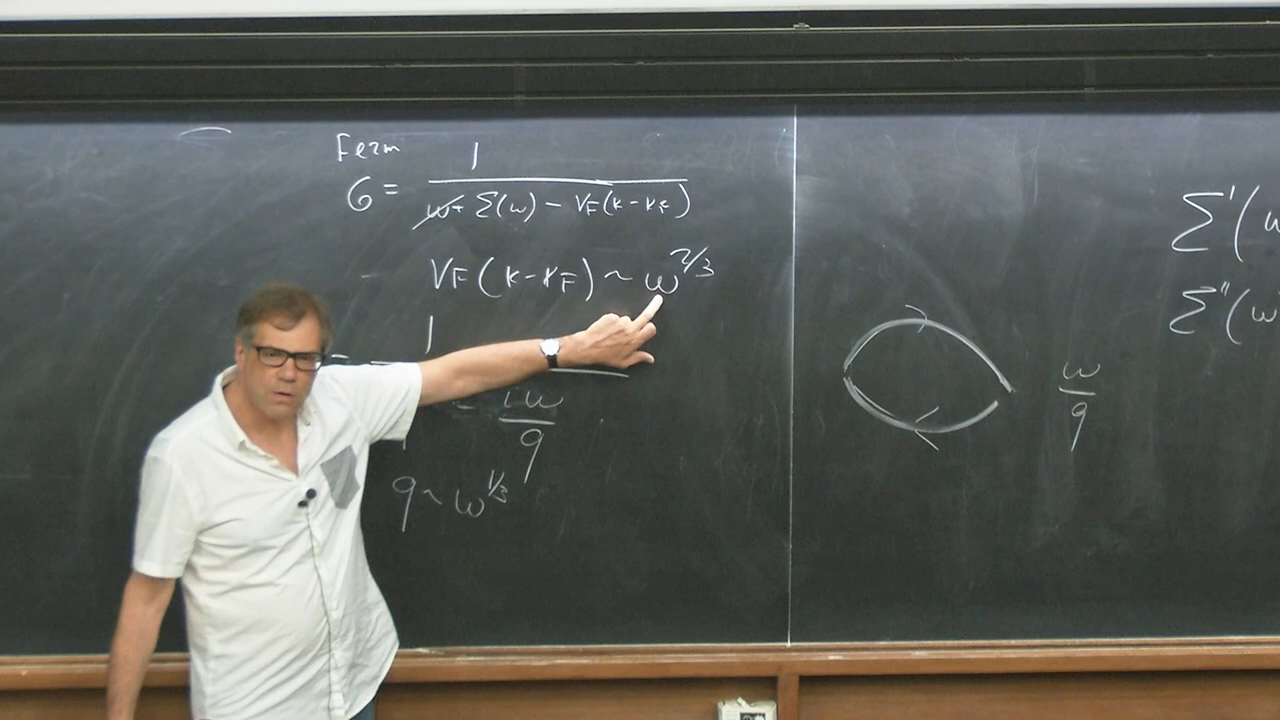 Ferm
G = 1 / ω + Σ(ω) − VF(k−kF)
VF(k−kF) ~ ω^2/3
= 1
− iω / q
q ~ ω^1/3
ω / q
Σ'(ω
Σ''(ω